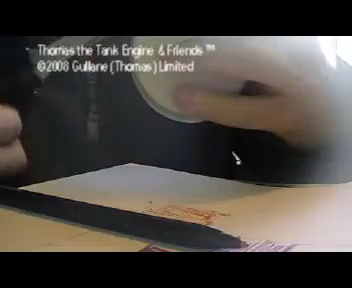 Thomas the Tank Engine & Friends ™
©2008 Gullane (Thomas) Limited